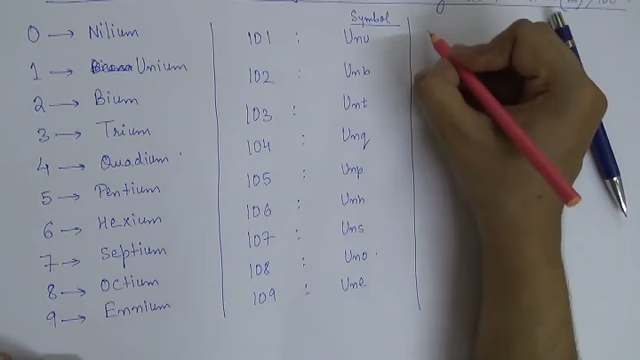 Symbol
0 → Nilium 101 : Unu
1 → Unium 102 : Unb
2 → Bium 103 : Unt
3 → Trium 104 : Unq
4 → Quadium 105 : Unp
5 → Pentium 106 : Unh
6 → Hexium 107 : Uns
7 → Septium 108 : Uno
8 → Octium 109 : Une
9 → Ennium